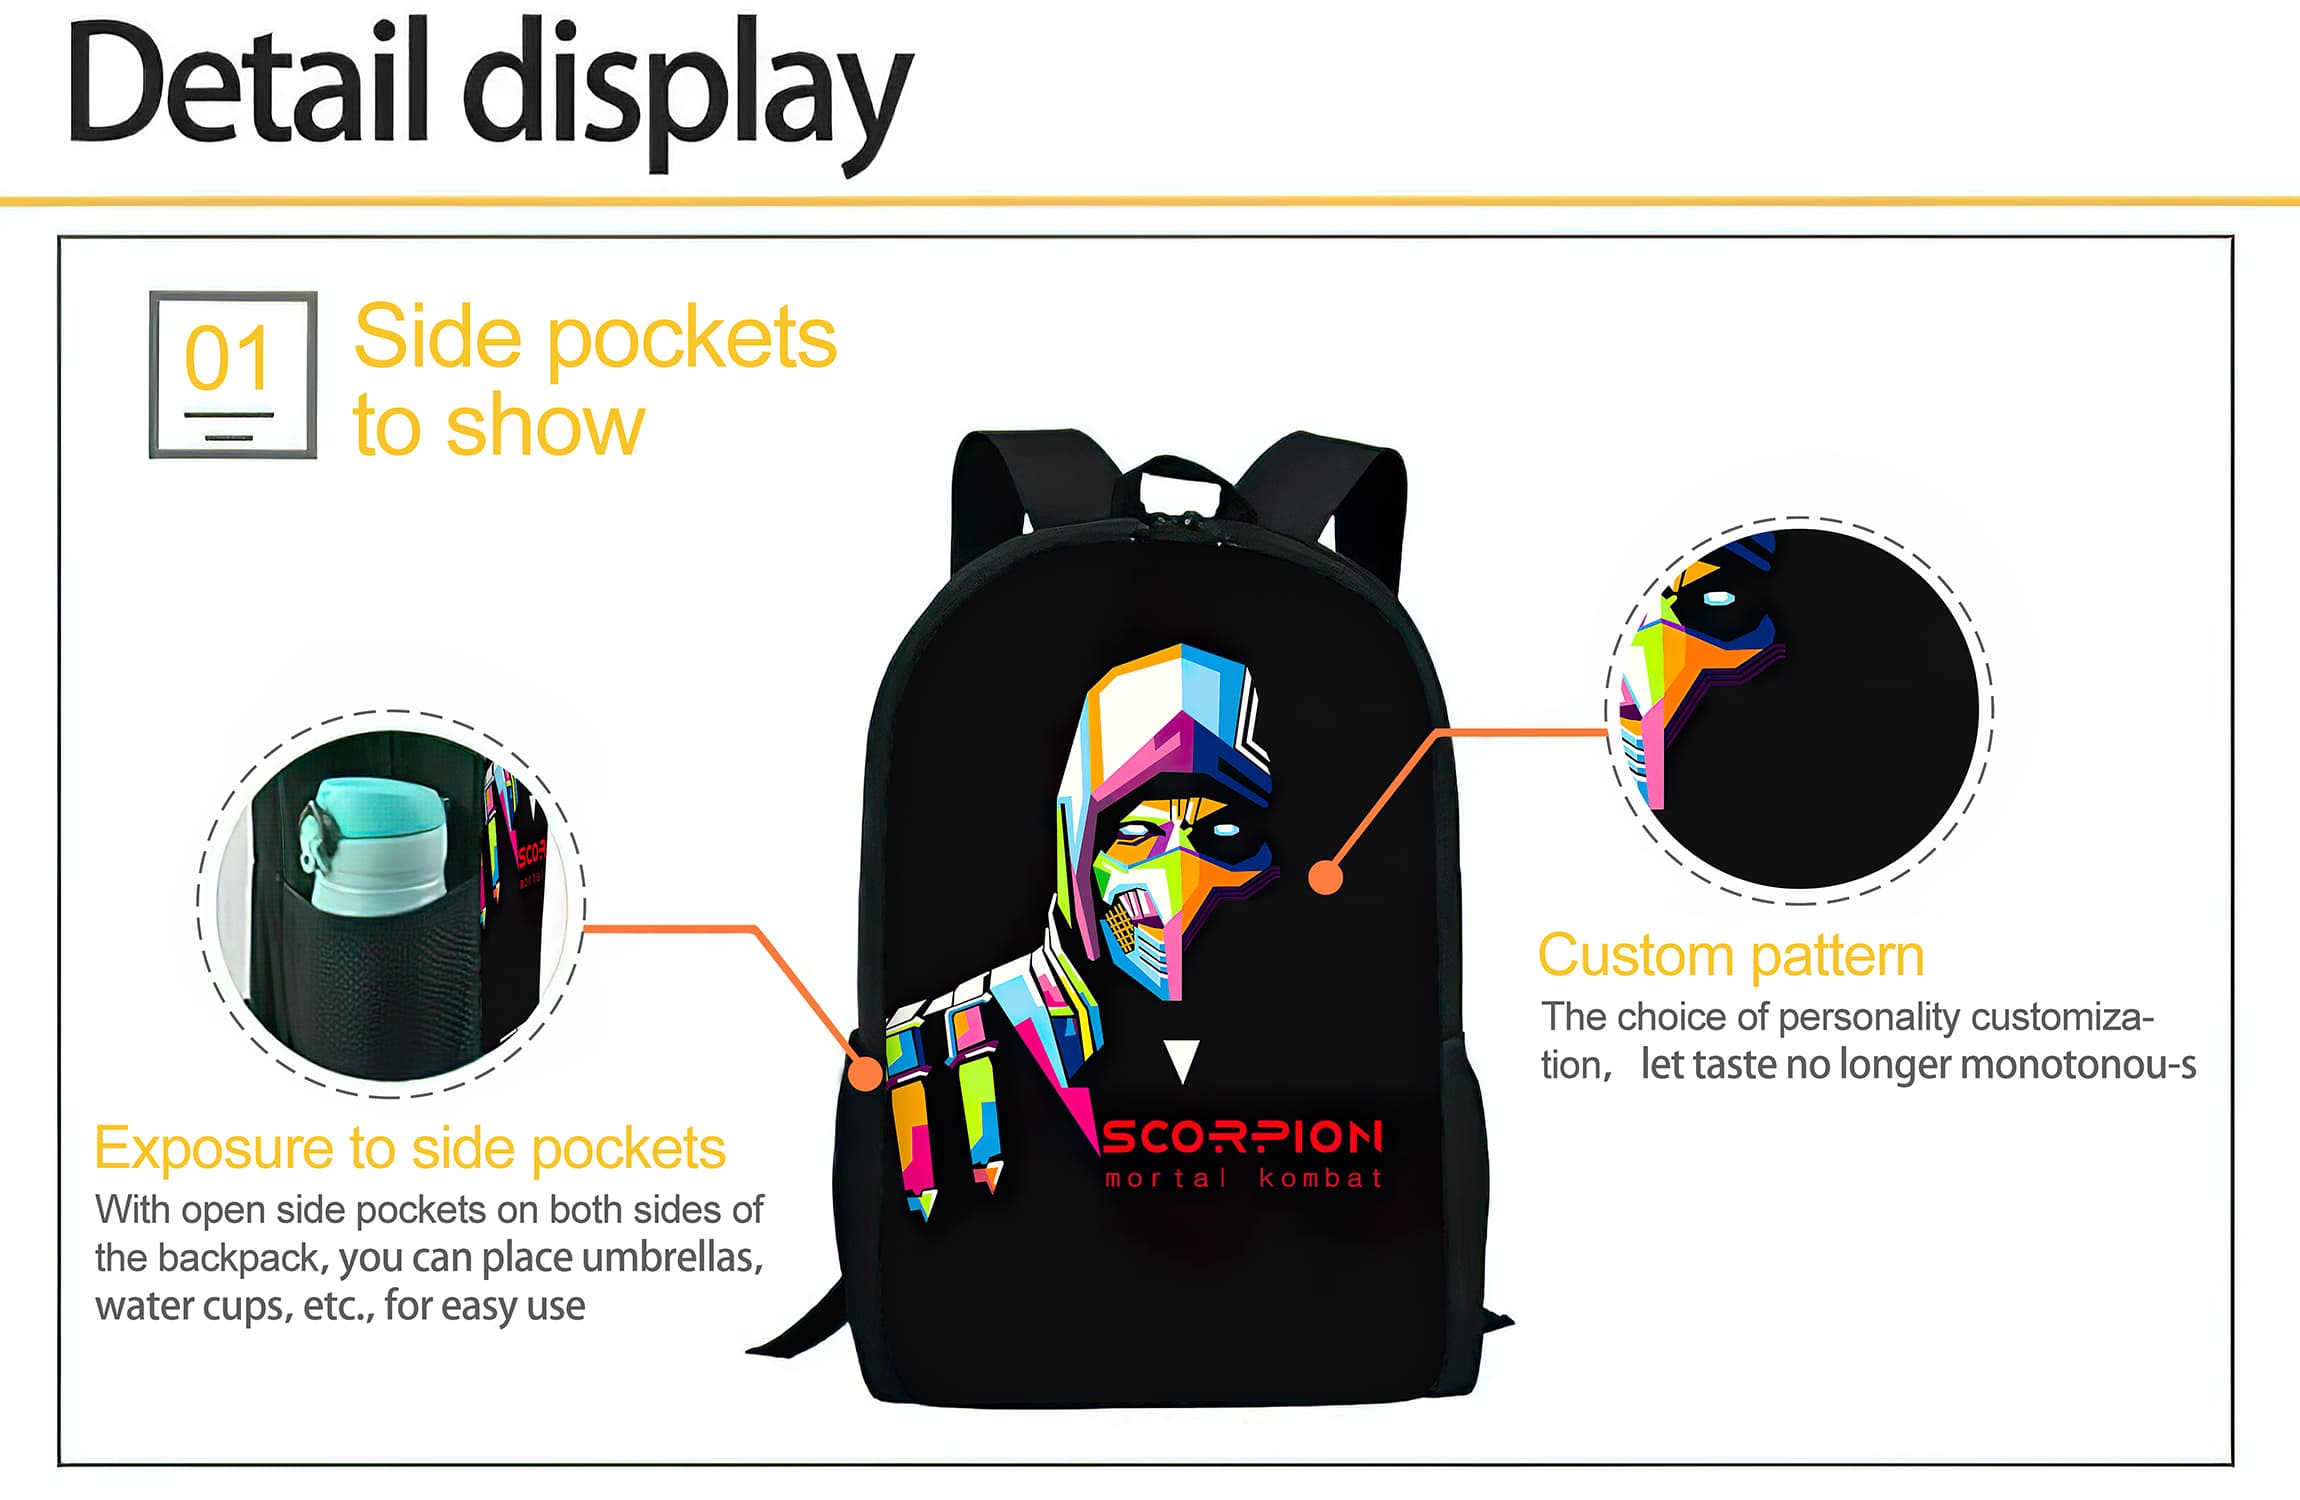 Detail display
01
Side pockets
to show
SCOR
SCORPION
mortal kombat
Custom pattern
The choice of personality customiza-
tion, let taste no longer monotonou-s
Exposure to side pockets
With open side pockets on both sides of
the backpack, you can place umbrellas,
water cups, etc., for easy use